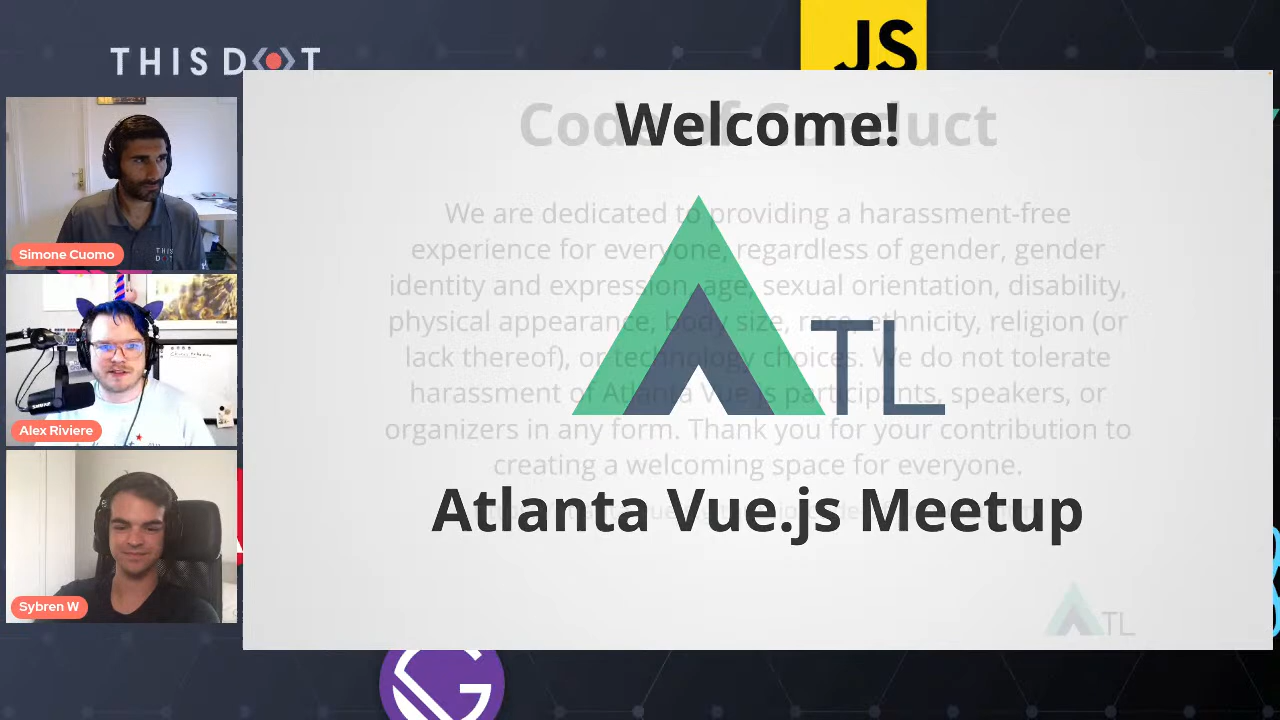 THIS DOT
JS
Welcome!
Code of Conduct
We are dedicated to providing a harassment-free
experience for everyone, regardless of gender, gender
identity and expression, age, sexual orientation, disability,
physical appearance, body size, race, ethnicity, religion (or
lack thereof), or technology choices. We do not tolerate
harassment of Atlanta Vue.js participants, speakers, or
organizers in any form. Thank you for your contribution to
creating a welcoming space for everyone.
ATL
Atlanta Vue.js Meetup
ATL
Simone Cuomo
THIS
DOT
Alex Riviere
Sybren W